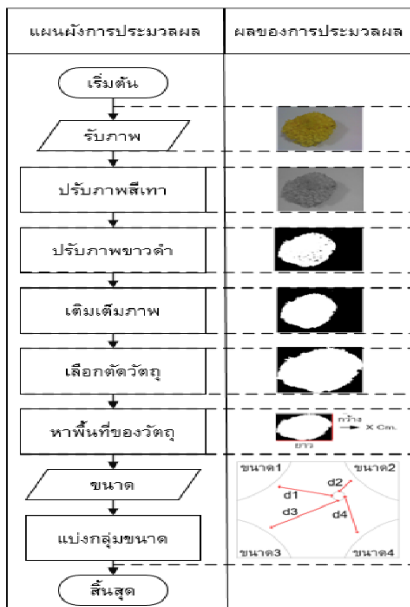 แผนผังการประมวลผล
ผลของการประมวลผล
เริ่มต้น
รับภาพ
ปรับภาพสีเทา
ปรับภาพขาวดำ
เติมเต็มภาพ
เลือกตัดวัตถุ
หาพื้นที่ของวัตถุ
กว้าง
X Cm.
ยาว
ขนาด
ขนาด1
ขนาด2
d1
d2
d3
d4
แบ่งกลุ่มขนาด
ขนาด3
ขนาด4
สิ้นสุด